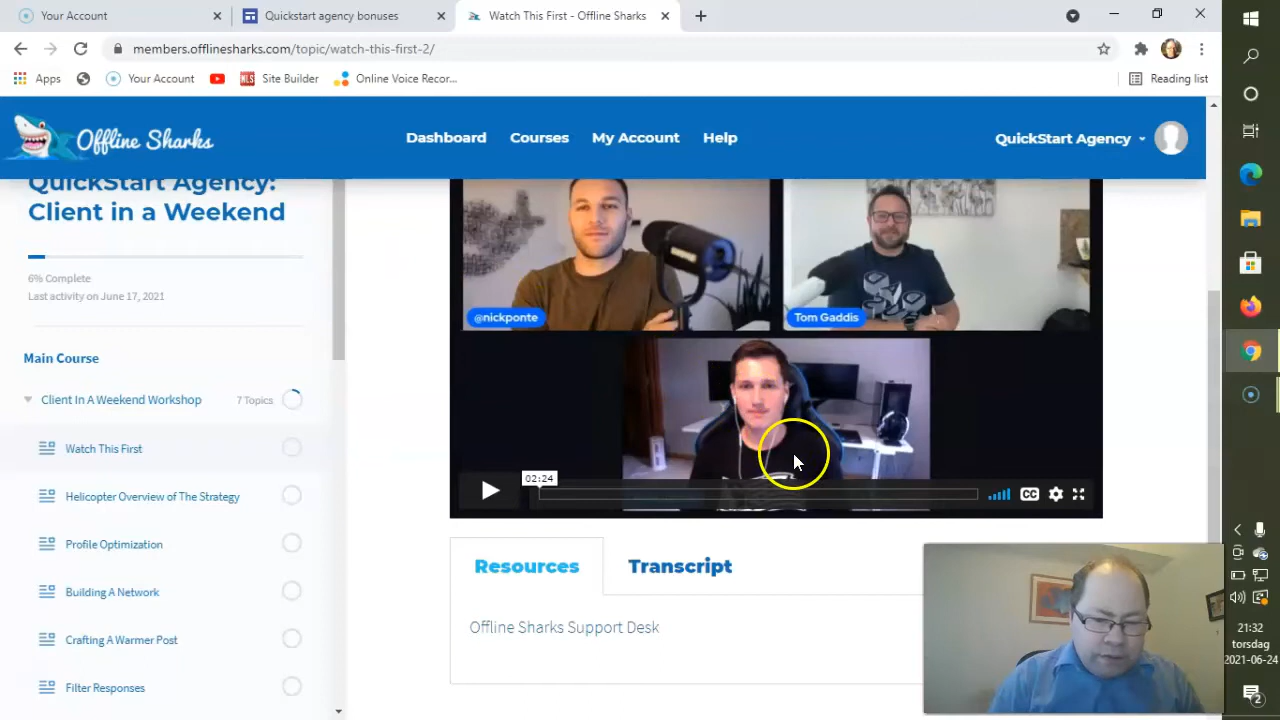 Your Account
Quickstart agency bonuses
Watch This First - Offline Sharks
members.offlinesharks.com/topic/watch-this-first-2/
Apps
Your Account
Site Builder
Online Voice Recor...
Reading list
Offline Sharks
Dashboard
Courses
My Account
Help
QuickStart Agency
QuickStart Agency:
Client in a Weekend
6% Complete
Last activity on June 17, 2021
Main Course
Client In A Weekend Workshop
7 Topics
Watch This First
Helicopter Overview of The Strategy
Profile Optimization
Building A Network
Crafting A Warmer Post
Filter Responses
@nickponte
Tom Gaddis
02:24
CC
Resources
Transcript
Offline Sharks Support Desk
21:32
torsdag
2021-06-24
2